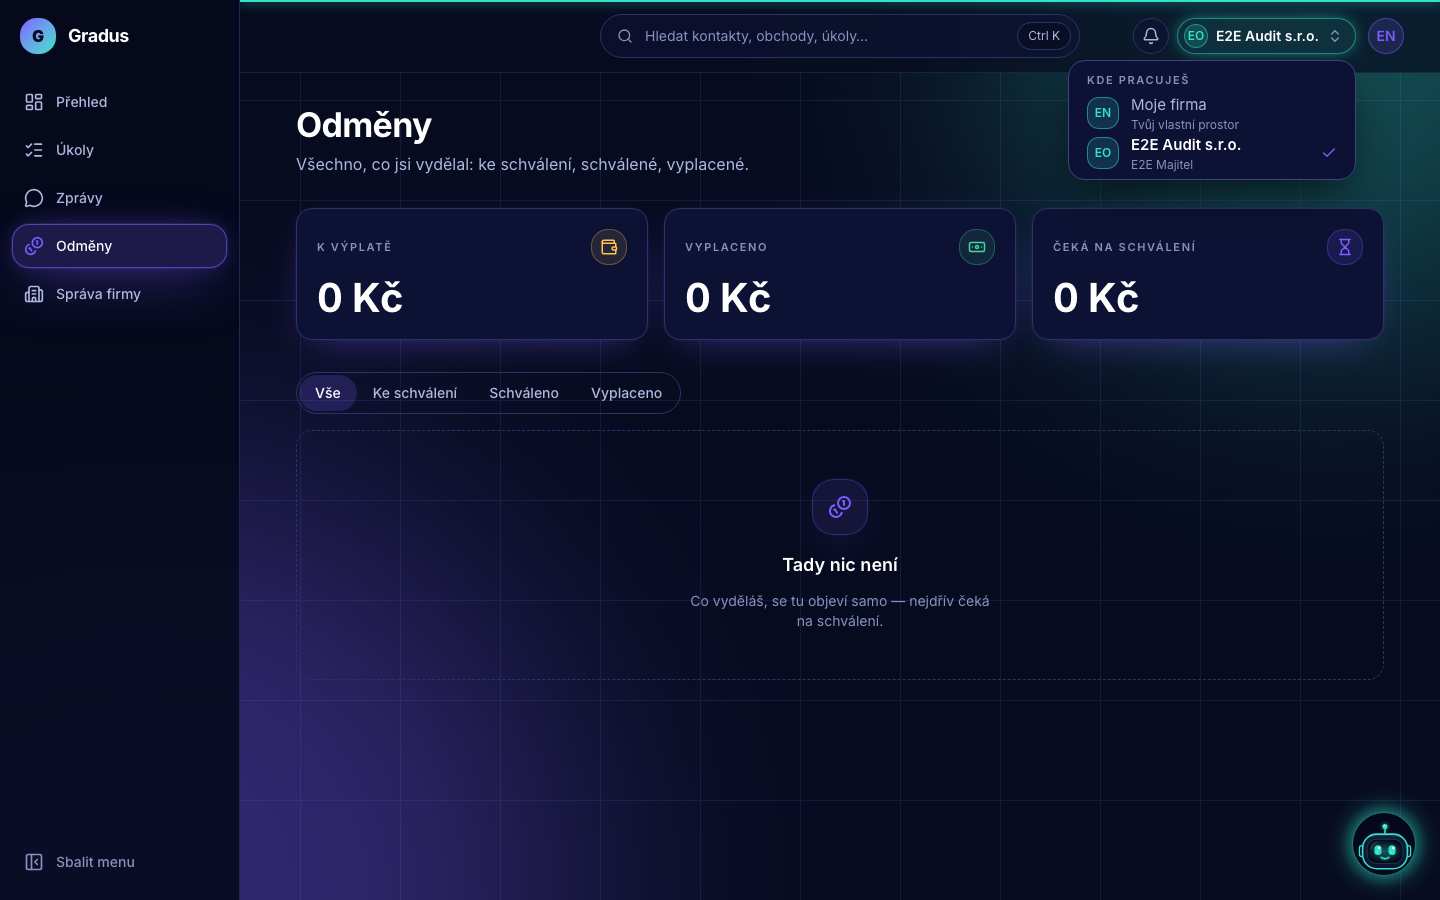 G Gradus
Přehled
Úkoly
Zprávy
Odměny
Správa firmy
Sbalit menu
Hledat kontakty, obchody, úkoly... Ctrl K
EO E2E Audit s.r.o.
EN
KDE PRACUJEŠ
EN Moje firma
Tvůj vlastní prostor
EO E2E Audit s.r.o.
E2E Majitel
Odměny
Všechno, co jsi vydělal: ke schválení, schválené, vyplacené.
K VÝPLATĚ
0 Kč
VYPLACENO
0 Kč
ČEKÁ NA SCHVÁLENÍ
0 Kč
Vše Ke schválení Schváleno Vyplaceno
Tady nic není
Co vyděláš, se tu objeví samo — nejdřív čeká
na schválení.